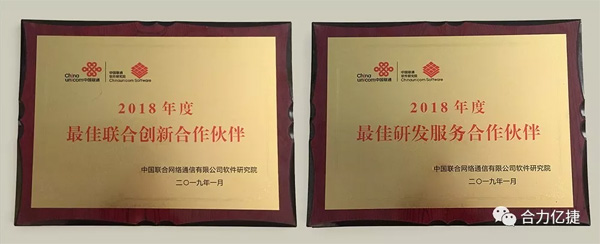 China
unicom中国联通
中国联通
软件研究院
Chinaunicom Software
2018年度
最佳联合创新合作伙伴
中国联合网络通信有限公司软件研究院
二〇一九年一月
China
unicom中国联通
中国联通
软件研究院
Chinaunicom Software
2018年度
最佳研发服务合作伙伴
中国联合网络通信有限公司软件研究院
二〇一九年一月
合力亿捷